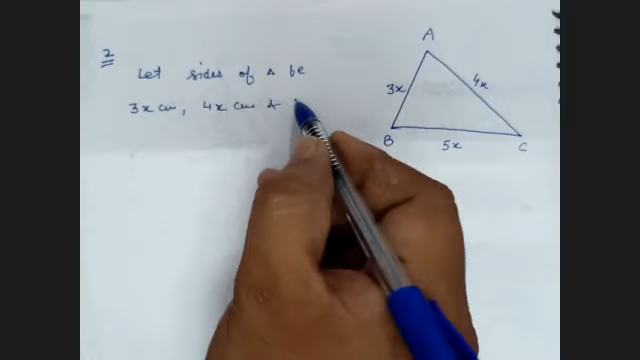 2
Let sides of Δ be
3x cm, 4x cm &
A
3x
4x
B
5x
C